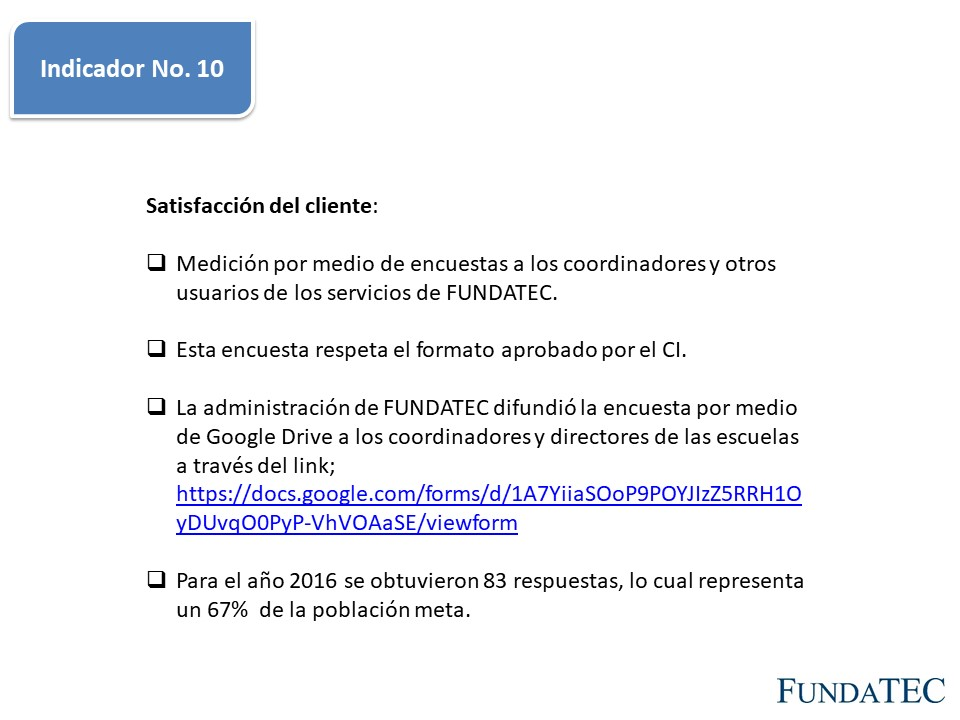 Indicador No. 10
Satisfacción del cliente:
Medición por medio de encuestas a los coordinadores y otros
usuarios de los servicios de FUNDATEC.
Esta encuesta respeta el formato aprobado por el CI.
La administración de FUNDATEC difundió la encuesta por medio
de Google Drive a los coordinadores y directores de las escuelas
a través del link;
https://docs.google.com/forms/d/1A7YiiaSOoP9POYJIzZ5RRH1O
yDUvqO0PyP-VhVOAaSE/viewform
Para el año 2016 se obtuvieron 83 respuestas, lo cual representa
un 67%  de la población meta.
FUNDATEC